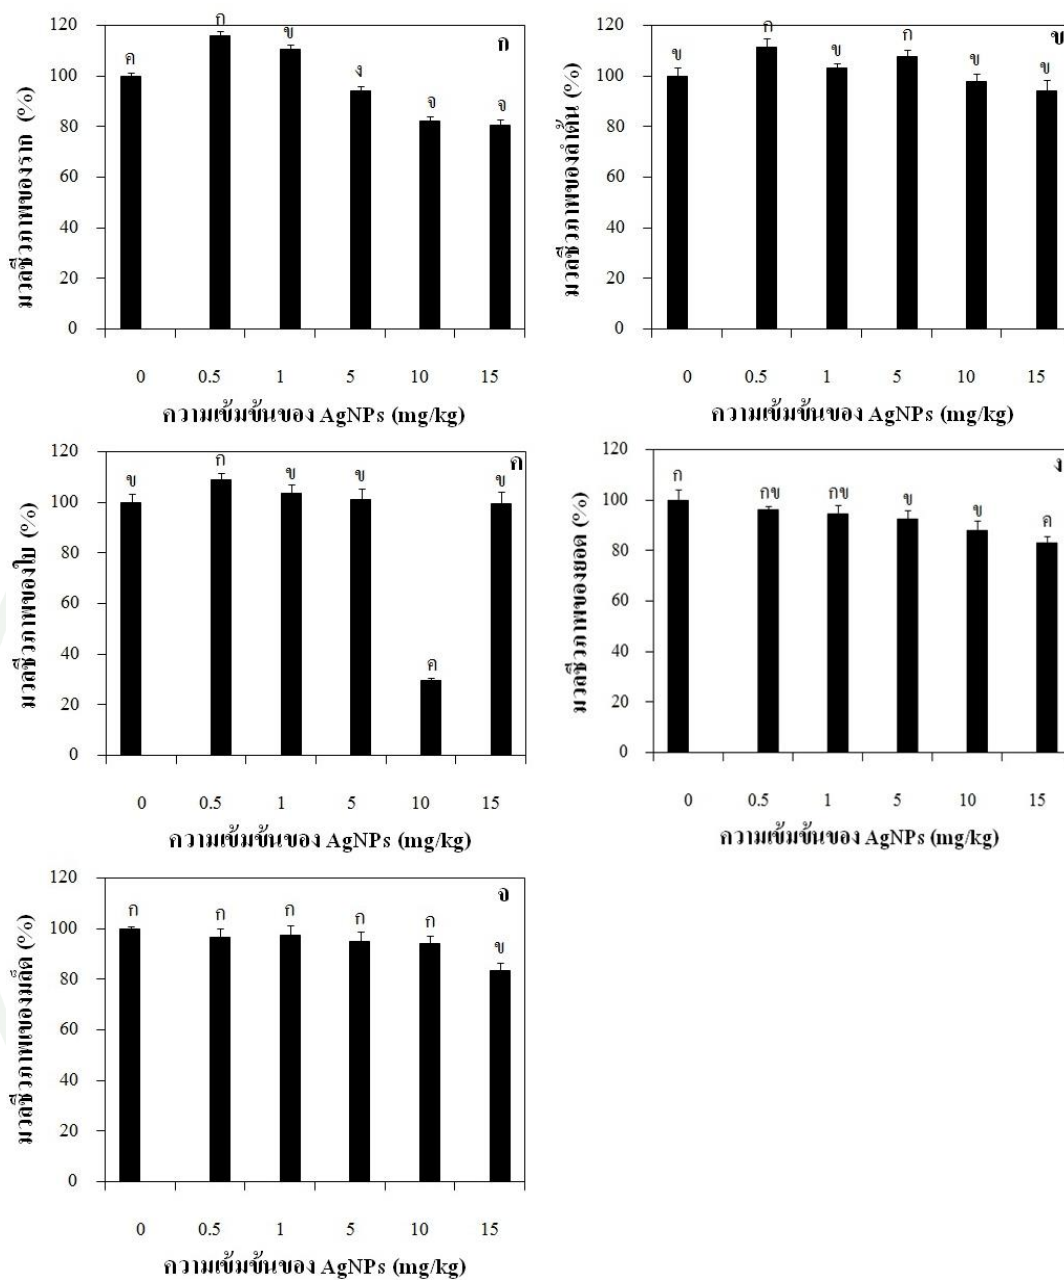 120
100
80
60
40
20
0
ค ก ข ง จ จ
ก
0 0.5 1 5 10 15
มวลชีวภาพของราก (%)
ความเข้มข้นของ AgNPs (mg/kg)
120
100
80
60
40
20
0
ข ก ข ก ข ข
ข
0 0.5 1 5 10 15
มวลชีวภาพของลำต้น (%)
ความเข้มข้นของ AgNPs (mg/kg)
120
100
80
60
40
20
0
ข ก ข ข ค ข
ค
0 0.5 1 5 10 15
มวลชีวภาพของใบ (%)
ความเข้มข้นของ AgNPs (mg/kg)
120
100
80
60
40
20
0
ก กข กข ข ข ค
ง
0 0.5 1 5 10 15
มวลชีวภาพของยอด (%)
ความเข้มข้นของ AgNPs (mg/kg)
120
100
80
60
40
20
0
ก ก ก ก ก ข
จ
0 0.5 1 5 10 15
มวลชีวภาพของเมล็ด (%)
ความเข้มข้นของ AgNPs (mg/kg)